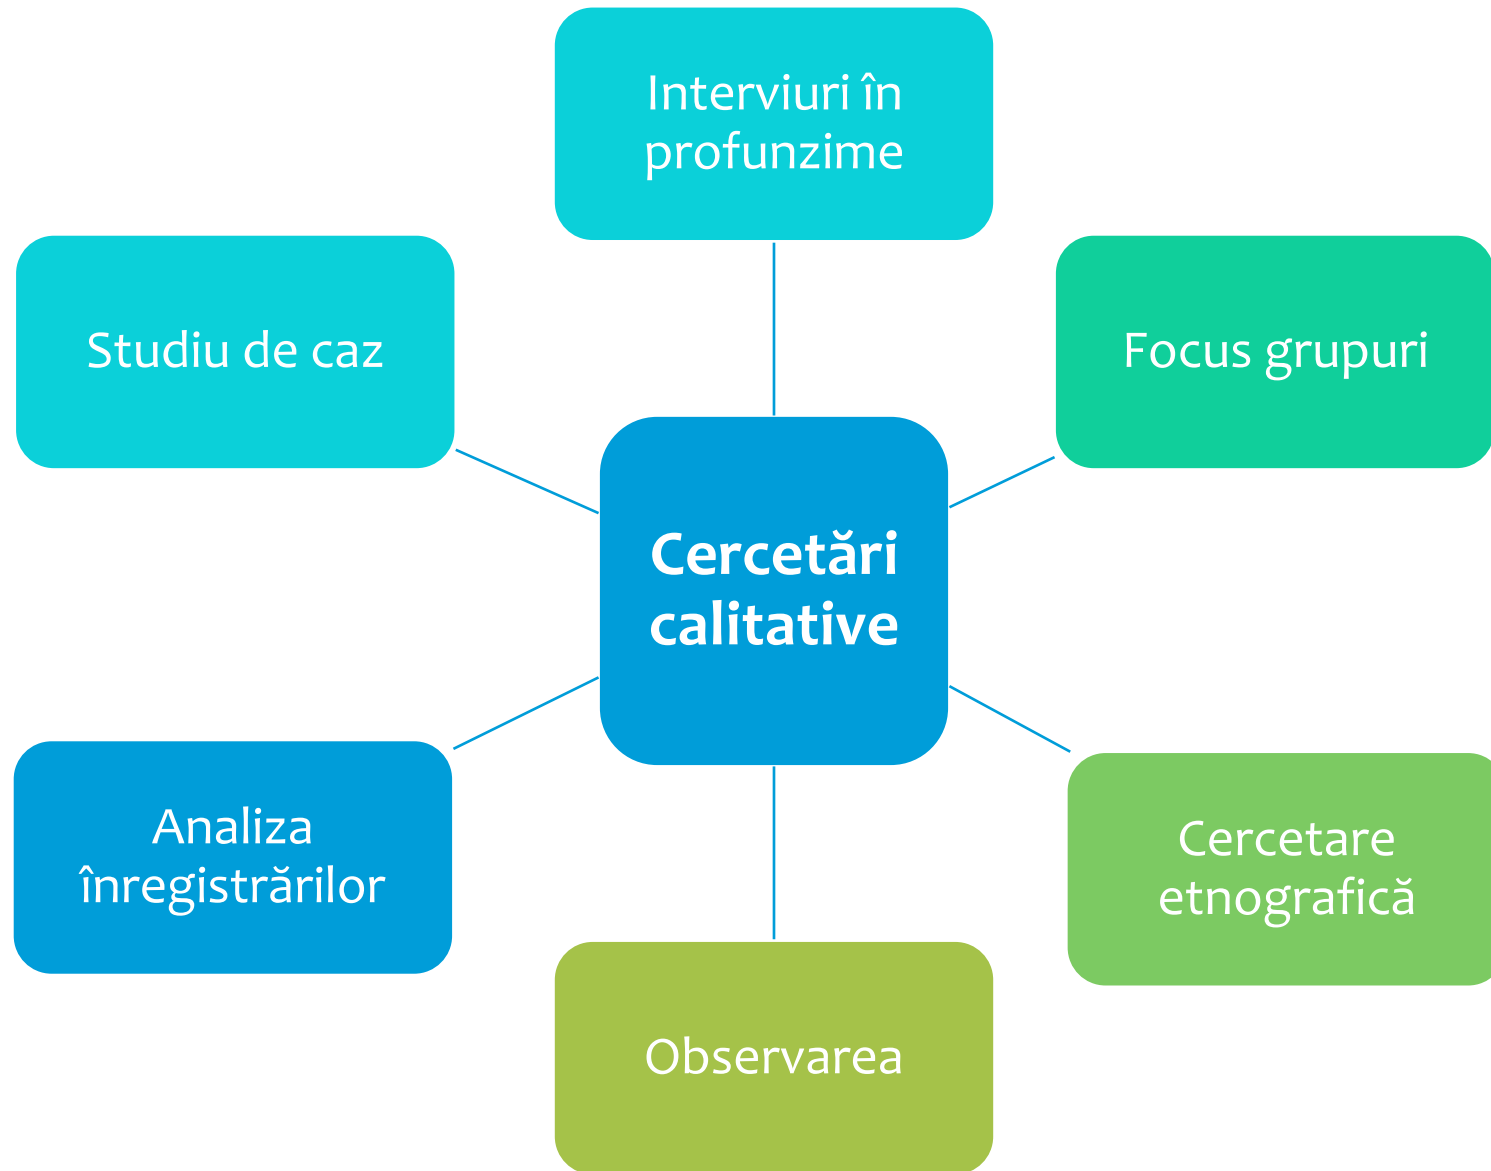 Interviuri în
profunzime
Studiu de caz
Focus grupuri
Cercetări
calitative
Analiza
înregistrărilor
Cercetare
etnografică
Observarea